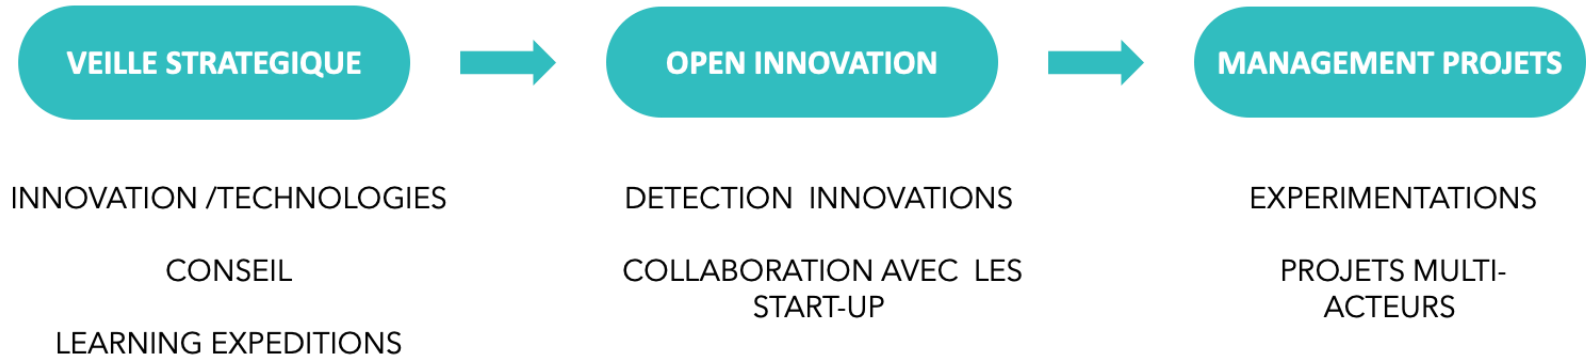 VEILLE STRATEGIQUE
OPEN INNOVATION
MANAGEMENT PROJETS
INNOVATION /TECHNOLOGIES
CONSEIL
LEARNING EXPEDITIONS
DETECTION INNOVATIONS
COLLABORATION AVEC LES
START-UP
EXPERIMENTATIONS
PROJETS MULTI-
ACTEURS